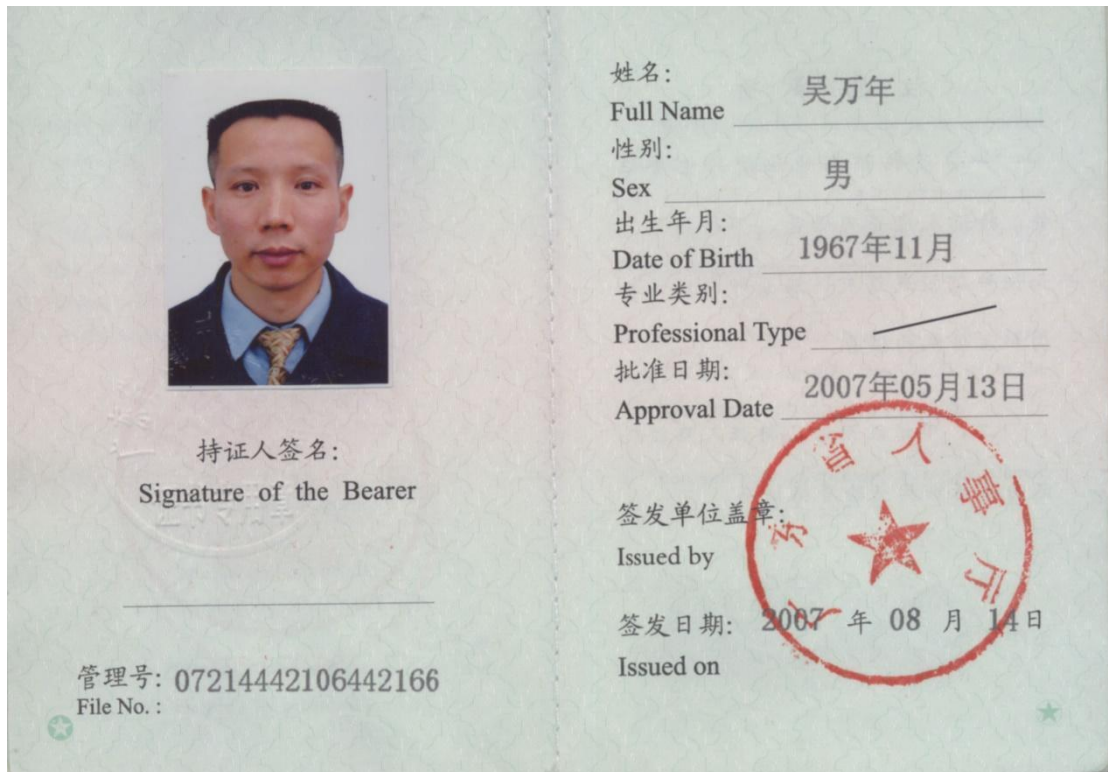 持证人签名:
Signature of the Bearer
管理号: 07214442106442166
File No. :
姓名:
吴万年
Full Name
性别:
男
Sex
出生年月:
1967年11月
Date of Birth
专业类别:
Professional Type
批准日期:
2007年05月13日
Approval Date
签发单位盖章:
Issued by
广东省人事厅
签发日期: 2007 年 08 月 14日
Issued on